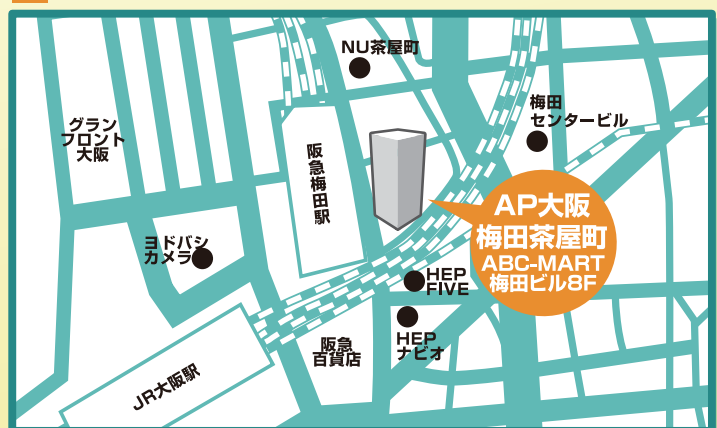 NU茶屋町
梅田
センタービル
グラン
フロント
大阪
阪急梅田駅
AP大阪
梅田茶屋町
ABC-MART
梅田ビル8F
ヨドバシ
カメラ
HEP
FIVE
HEP
ナビオ
阪急
百貨店
JR大阪駅